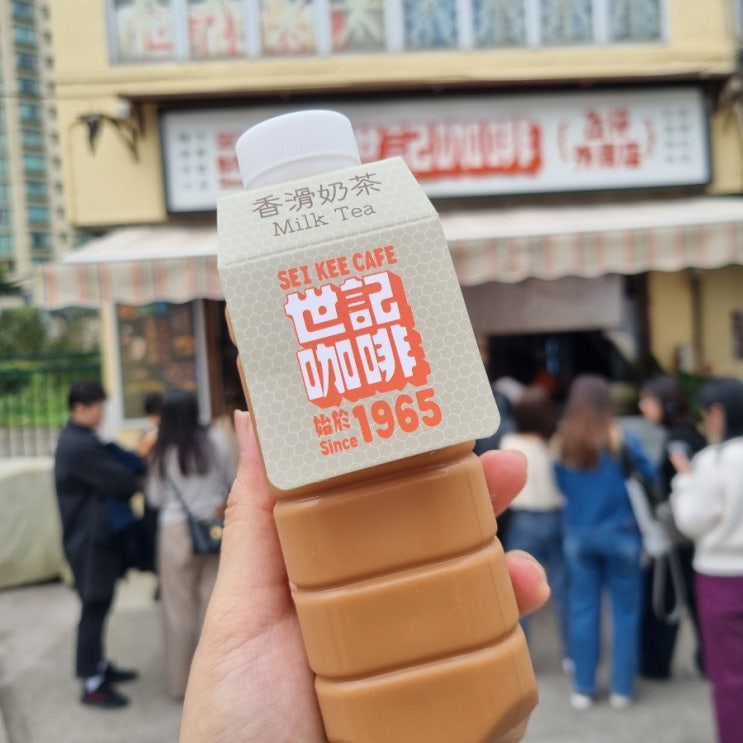 世記咖啡
香滑奶茶
Milk Tea
SEI KEE CAFE
世記
咖啡
始於
Since 1965